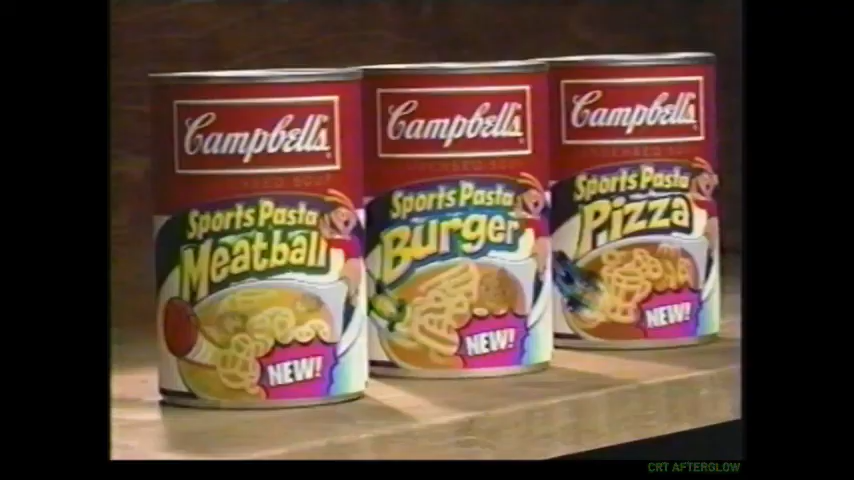 Campbell's
Sports Pasta
Meatball
NEW!
Campbell's
Sports Pasta
Burger
NEW!
Campbell's
Sports Pasta
Pizza
NEW!
CRT AFTERGLOW